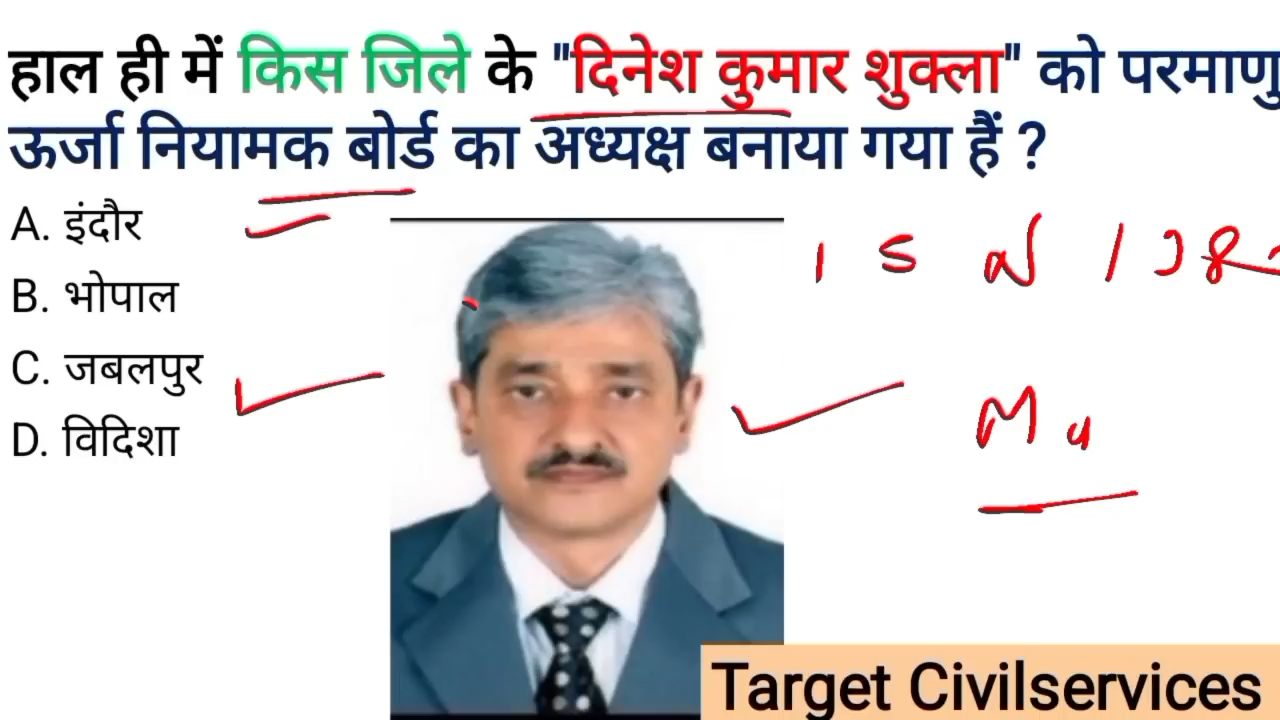 हाल ही में किस जिले के "दिनेश कुमार शुक्ला" को परमाणु
ऊर्जा नियामक बोर्ड का अध्यक्ष बनाया गया हैं ?
A. इंदौर
B. भोपाल
C. जबलपुर
D. विदिशा
Target Civilservices